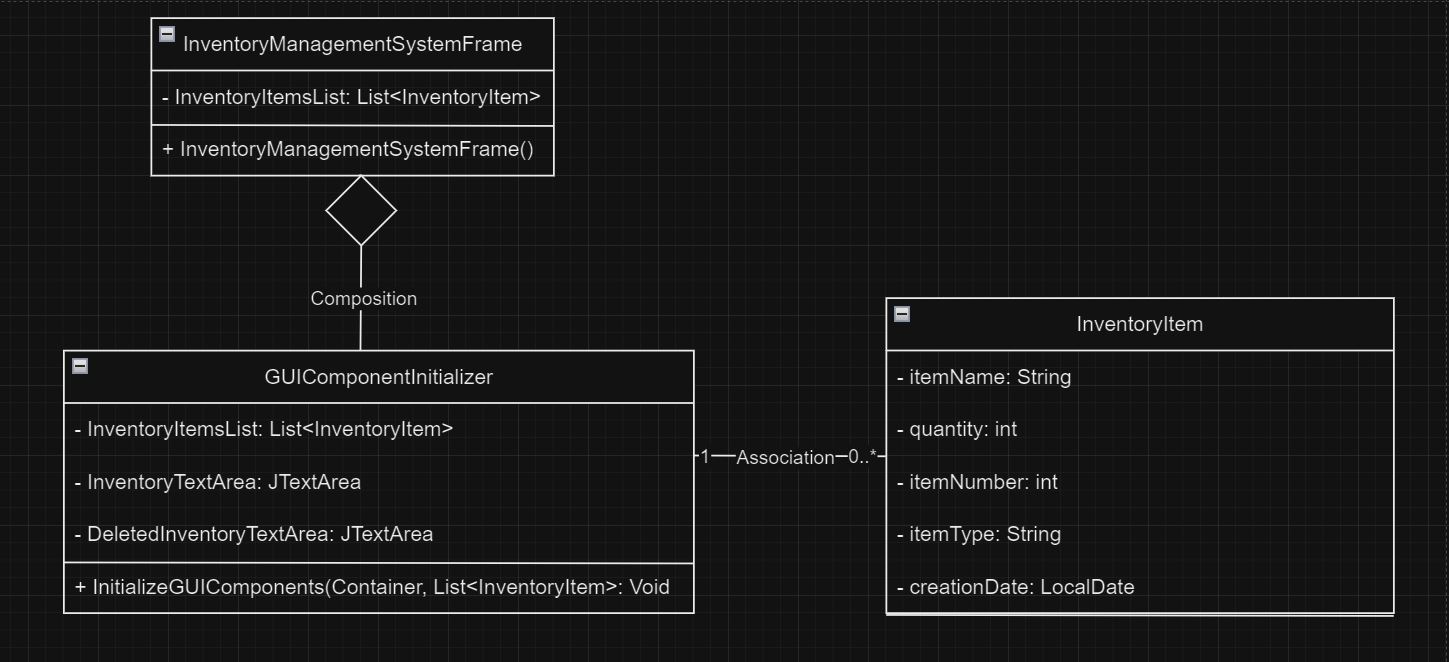 InventoryManagementSystemFrame
- InventoryItemsList: List<InventoryItem>
+ InventoryManagementSystemFrame()
Composition
GUIComponentInitializer
- InventoryItemsList: List<InventoryItem>
- InventoryTextArea: JTextArea
- DeletedInventoryTextArea: JTextArea
+ InitializeGUIComponents(Container, List<InventoryItem>: Void
1
Association
0..*
InventoryItem
- itemName: String
- quantity: int
- itemNumber: int
- itemType: String
- creationDate: LocalDate